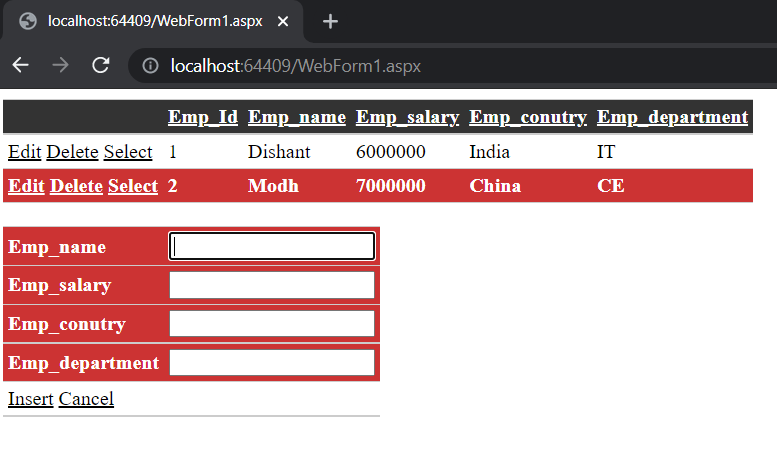 localhost:64409/WebForm1.aspx
localhost:64409/WebForm1.aspx
Emp_Id Emp_name Emp_salary Emp_conutry Emp_department
Edit Delete Select 1 Dishant 6000000 India IT
Edit Delete Select 2 Modh 7000000 China CE
Emp_name
Emp_salary
Emp_conutry
Emp_department
Insert Cancel